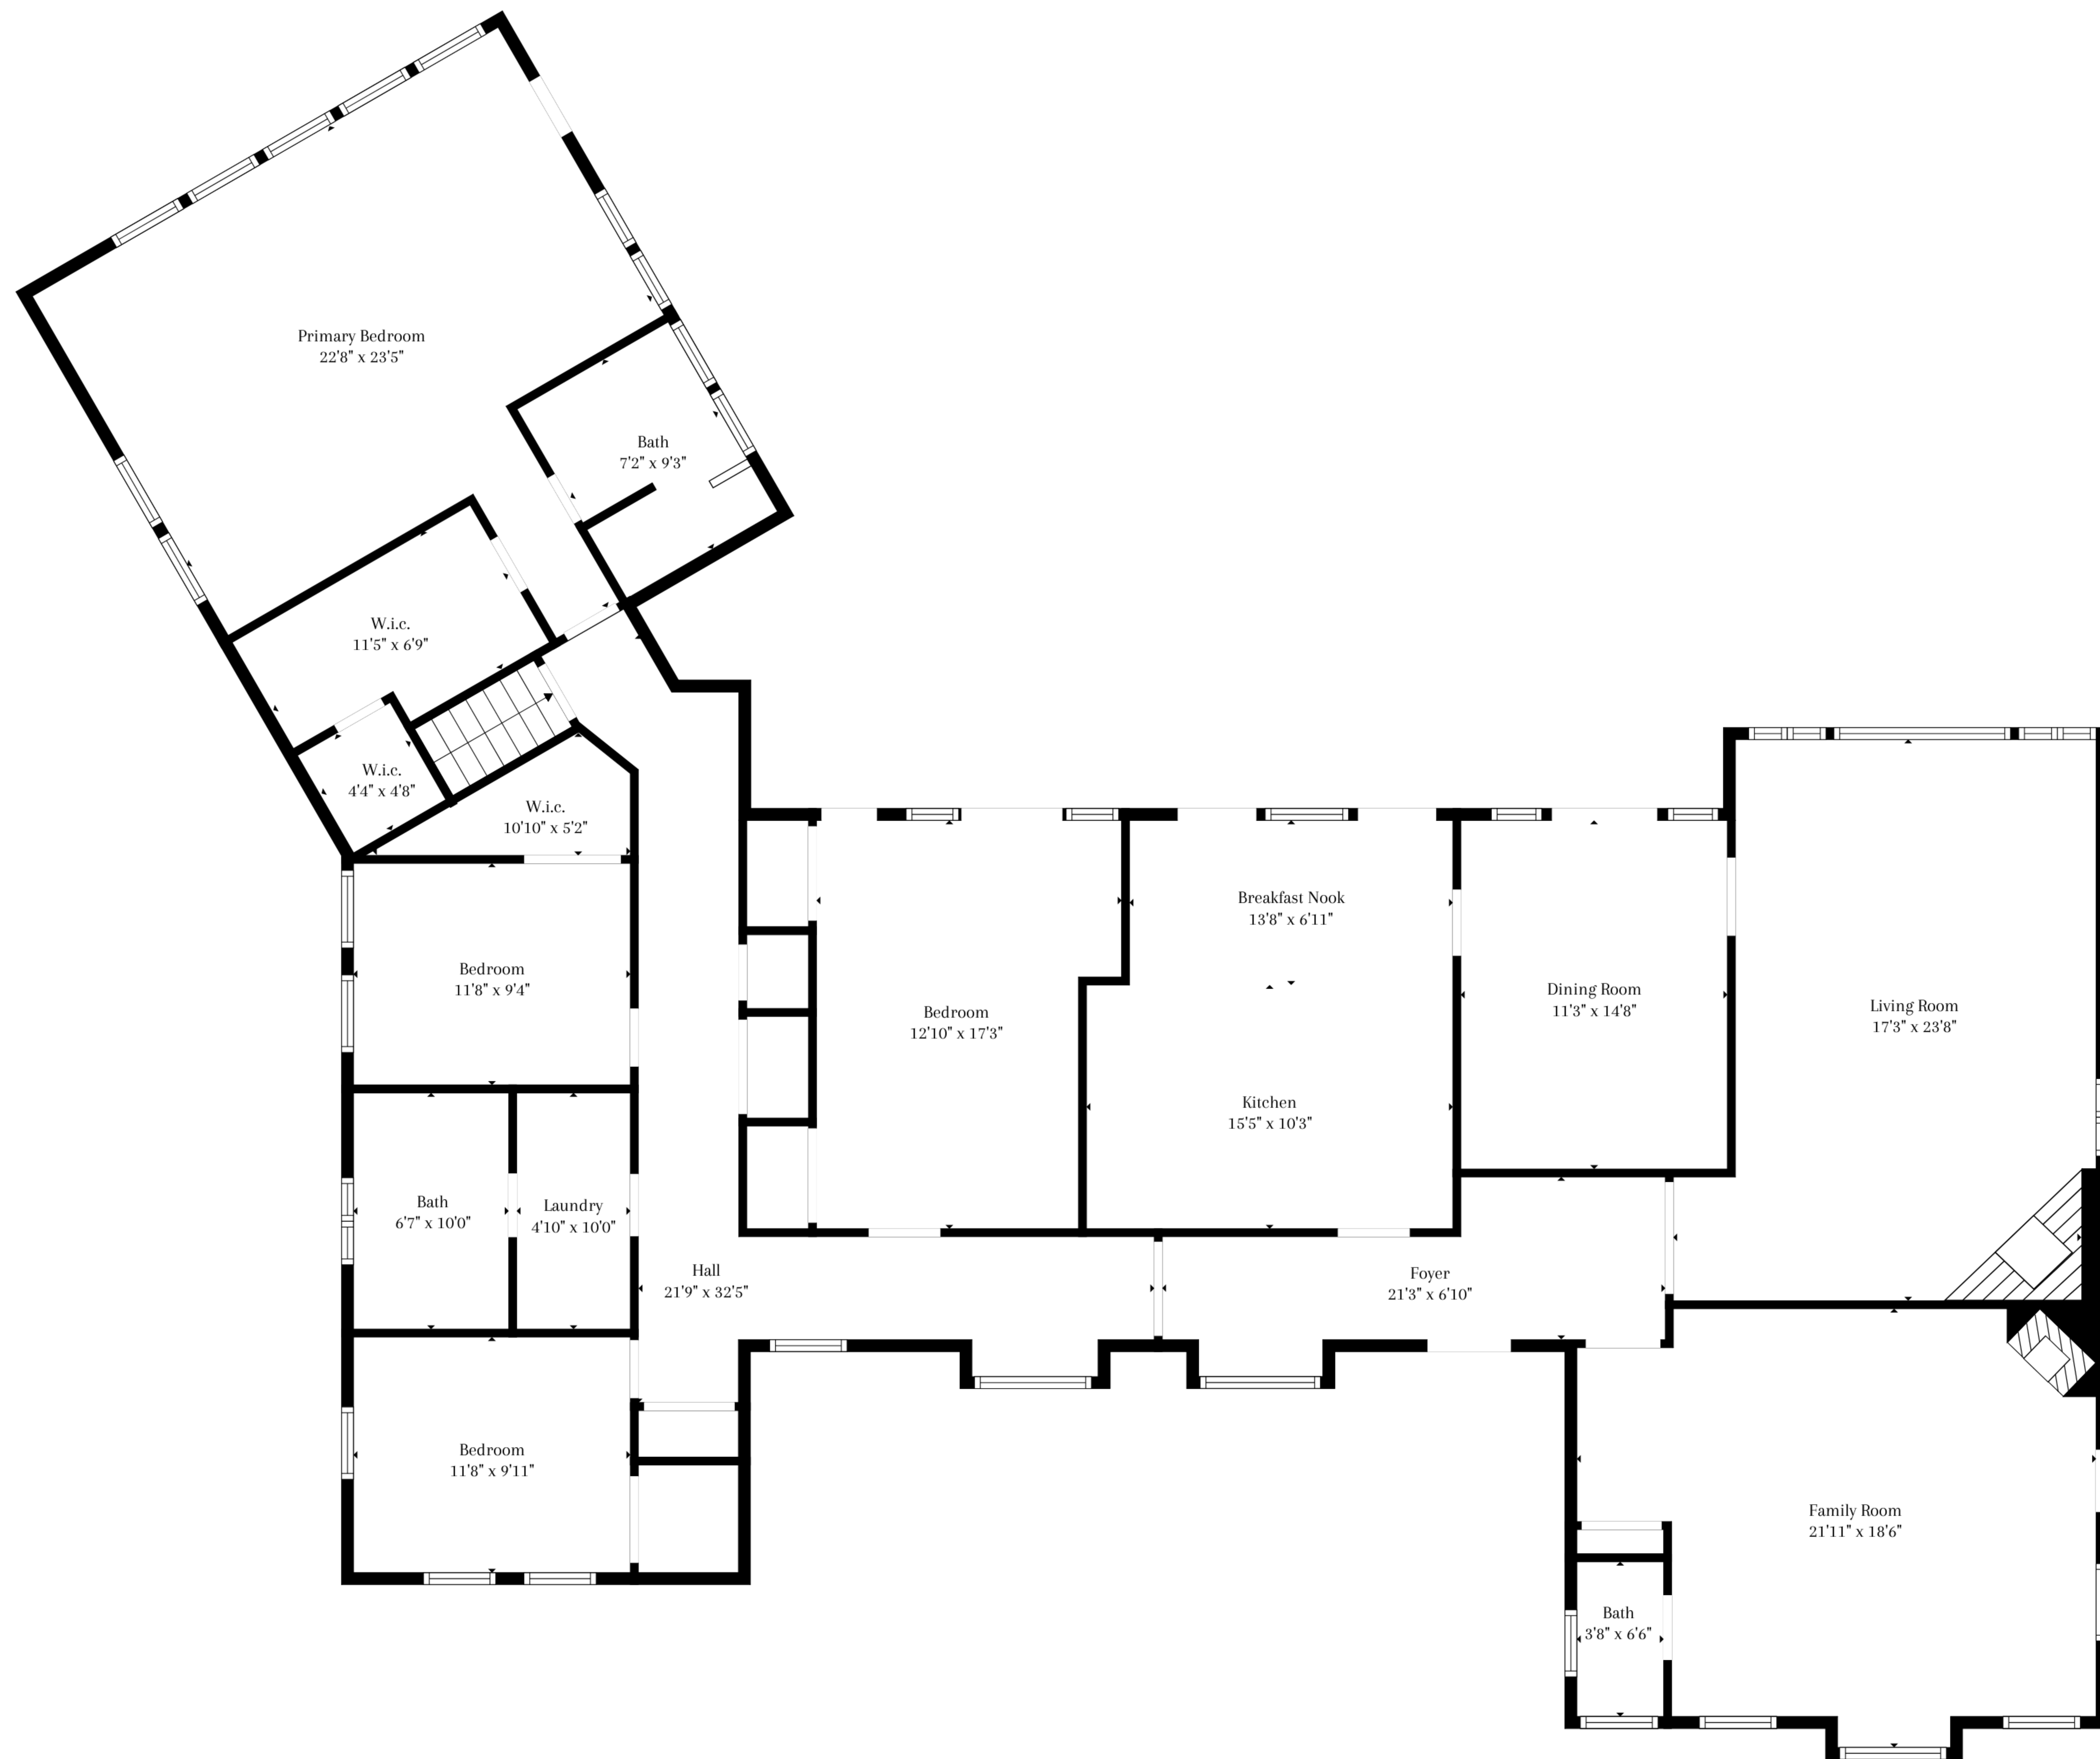 Primary Bedroom
22'8" x 23'5"
Bath
7'2" x 9'3"
W.i.c.
11'5" x 6'9"
W.i.c.
4'4" x 4'8"
W.i.c.
10'10" x 5'2"
Bedroom
11'8" x 9'4"
Bedroom
12'10" x 17'3"
Breakfast Nook
13'8" x 6'11"
Kitchen
15'5" x 10'3"
Dining Room
11'3" x 14'8"
Living Room
17'3" x 23'8"
Bath
6'7" x 10'0"
Laundry
4'10" x 10'0"
Hall
21'9" x 32'5"
Foyer
21'3" x 6'10"
Bedroom
11'8" x 9'11"
Family Room
21'11" x 18'6"
Bath
3'8" x 6'6"